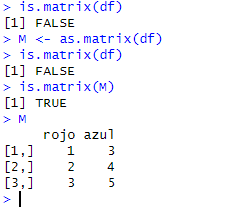 > is.matrix(df)
[1] FALSE
> M <- as.matrix(df)
> is.matrix(df)
[1] FALSE
> is.matrix(M)
[1] TRUE
> M
     rojo azul
[1,]    1    3
[2,]    2    4
[3,]    3    5
>